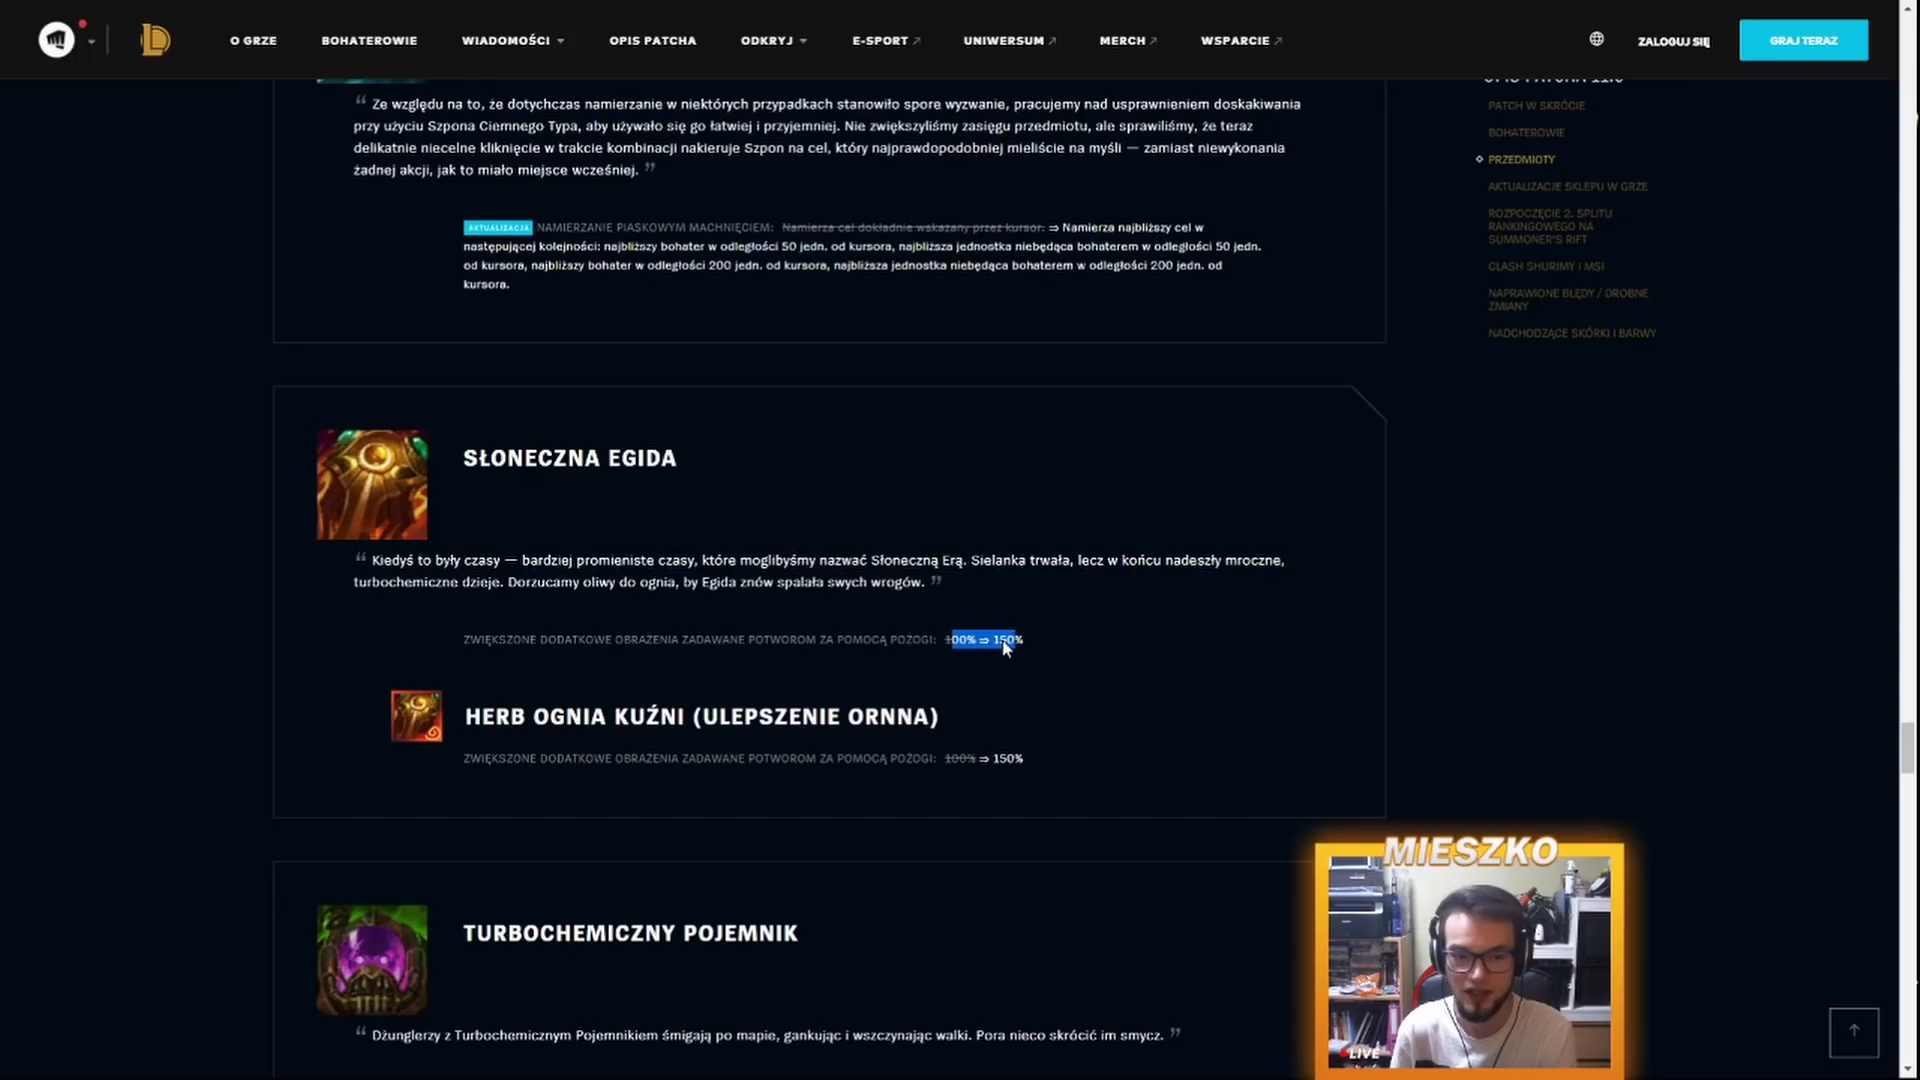 O GRZE
BOHATEROWIE
WIADOMOŚCI
OPIS PATCHA
ODKRYJ
E-SPORT
UNIWERSUM
MERCH
WSPARCIE
ZALOGUJ SIĘ
GRAJ TERAZ
“ Ze względu na to, że dotychczas namierzanie w niektórych przypadkach stanowiło spore wyzwanie, pracujemy nad usprawnieniem doskakiwania
przy użyciu Szpona Ciemnego Typa, aby używało się go łatwiej i przyjemniej. Nie zwiększyliśmy zasięgu przedmiotu, ale sprawiliśmy, że teraz
delikatnie niecelne kliknięcie w trakcie kombinacji nakieruje Szpon na cel, który najprawdopodobniej mieliście na myśli — zamiast niewykonania
żadnej akcji, jak to miało miejsce wcześniej. ”
AKTUALIZACJA NAMIERZANIE PIASKOWYM MACHNIĘCIEM: Namierza cel dokładnie wskazany przez kursor. ⇒ Namierza najbliższy cel w
następującej kolejności: najbliższy bohater w odległości 50 jedn. od kursora, najbliższa jednostka niebędąca bohaterem w odległości 50 jedn.
od kursora, najbliższy bohater w odległości 200 jedn. od kursora, najbliższa jednostka niebędąca bohaterem w odległości 200 jedn. od
kursora.
PATCH W SKRÓCIE
BOHATEROWIE
PRZEDMIOTY
AKTUALIZACJE SKLEPU W GRZE
ROZPOCZĘCIE 2. SPLITU
RANKINGOWEGO NA
SUMMONER'S RIFT
CLASH SHURIMY I MSI
NAPRAWIONE BŁĘDY / DROBNE
ZMIANY
NADCHODZĄCE SKÓRKI I BARWY
SŁONECZNA EGIDA
“ Kiedyś to były czasy — bardziej promieniste czasy, które moglibyśmy nazwać Słoneczną Erą. Sielanka trwała, lecz w końcu nadeszły mroczne,
turbochemiczne dzieje. Dorzucamy oliwy do ognia, by Egida znów spalała swych wrogów. ”
ZWIĘKSZONE DODATKOWE OBRAŻENIA ZADAWANE POTWOROM ZA POMOCĄ POŻOGI: 100% ⇒ 150%
HERB OGNIA KUŹNI (ULEPSZENIE ORNNA)
ZWIĘKSZONE DODATKOWE OBRAŻENIA ZADAWANE POTWOROM ZA POMOCĄ POŻOGI: 100% ⇒ 150%
TURBOCHEMICZNY POJEMNIK
“ Dżunglerzy z Turbochemicznym Pojemnikiem śmigają po mapie, gankując i wszczynając walki. Pora nieco skrócić im smycz. ”
MIESZKO
LIVE